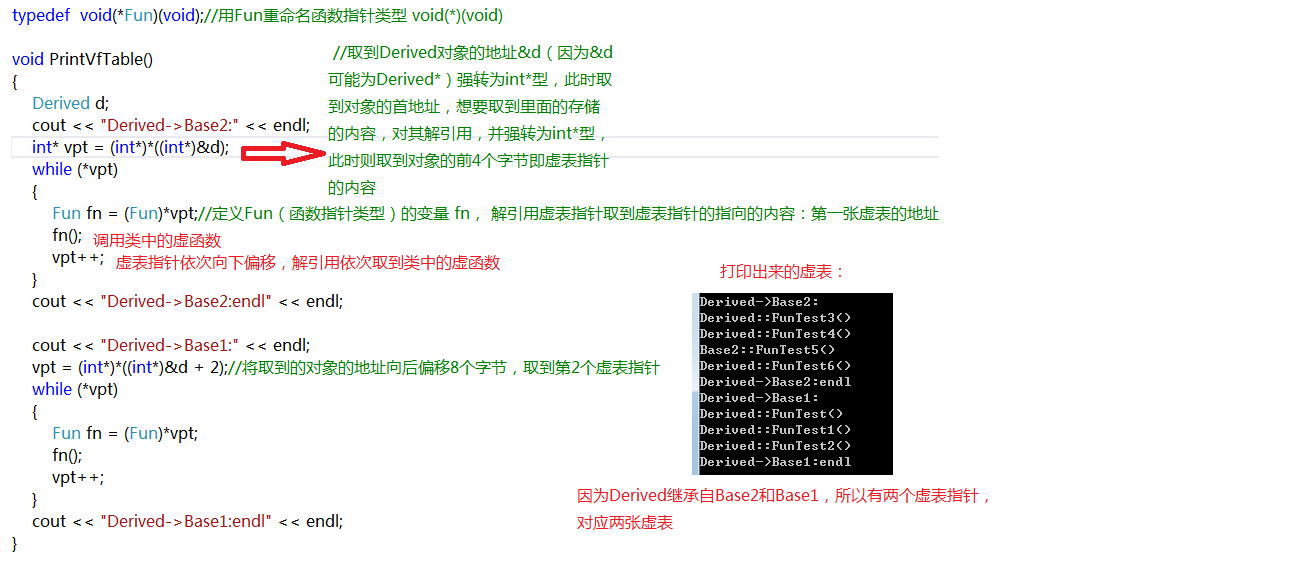 typedef  void(*Fun)(void);//用Fun重命名函数指针类型 void(*)(void)
void PrintVfTable()
{
Derived d;
cout << "Derived->Base2:" << endl;
int* vpt = (int*)*((int*)&d);
//取到Derived对象的地址&d（因为&d
可能为Derived*）强转为int*型，此时取
到对象的首地址，想要取到里面的存储
的内容，对其解引用，并强转为int*型，
此时则取到对象的前4个字节即虚表指针
的内容
while (*vpt)
{
Fun fn = (Fun)*vpt;//定义Fun（函数指针类型）的变量 fn， 解引用虚表指针取到虚表指针的指向的内容：第一张虚表的地址
fn(); 调用类中的虚函数
vpt++; 虚表指针依次向下偏移，解引用依次取到类中的虚函数
}
cout << "Derived->Base2:endl" << endl;
cout << "Derived->Base1:" << endl;
vpt = (int*)*((int*)&d + 2);//将取到的对象的地址向后偏移8个字节，取到第2个虚表指针
while (*vpt)
{
Fun fn = (Fun)*vpt;
fn();
vpt++;
}
cout << "Derived->Base1:endl" << endl;
}
打印出来的虚表：
Derived->Base2:
Derived::FunTest3()
Derived::FunTest4()
Base2::FunTest5()
Derived::FunTest6()
Derived->Base2:endl
Derived->Base1:
Derived::FunTest()
Derived::FunTest1()
Derived::FunTest2()
Derived->Base1:endl
因为Derived继承自Base2和Base1，所以有两个虚表指针，
对应两张虚表